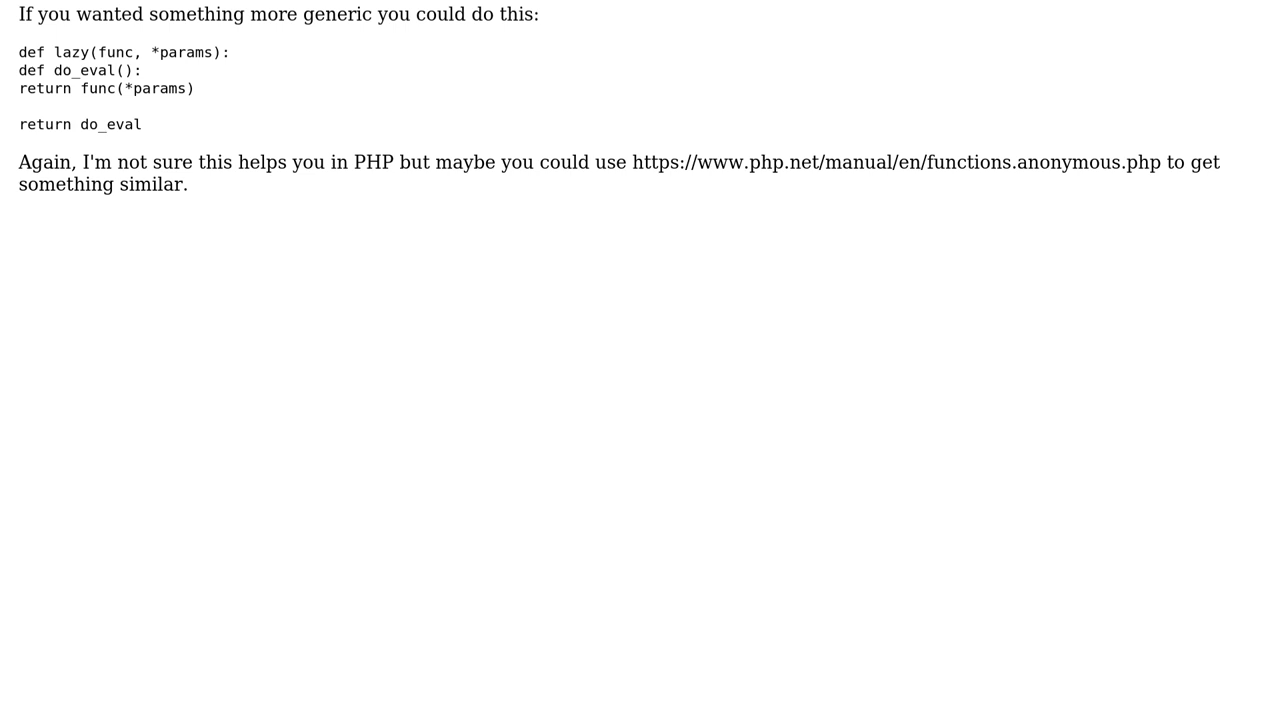 If you wanted something more generic you could do this:
def lazy(func, *params):
def do_eval():
return func(*params)
return do_eval
Again, I'm not sure this helps you in PHP but maybe you could use https://www.php.net/manual/en/functions.anonymous.php to get
something similar.